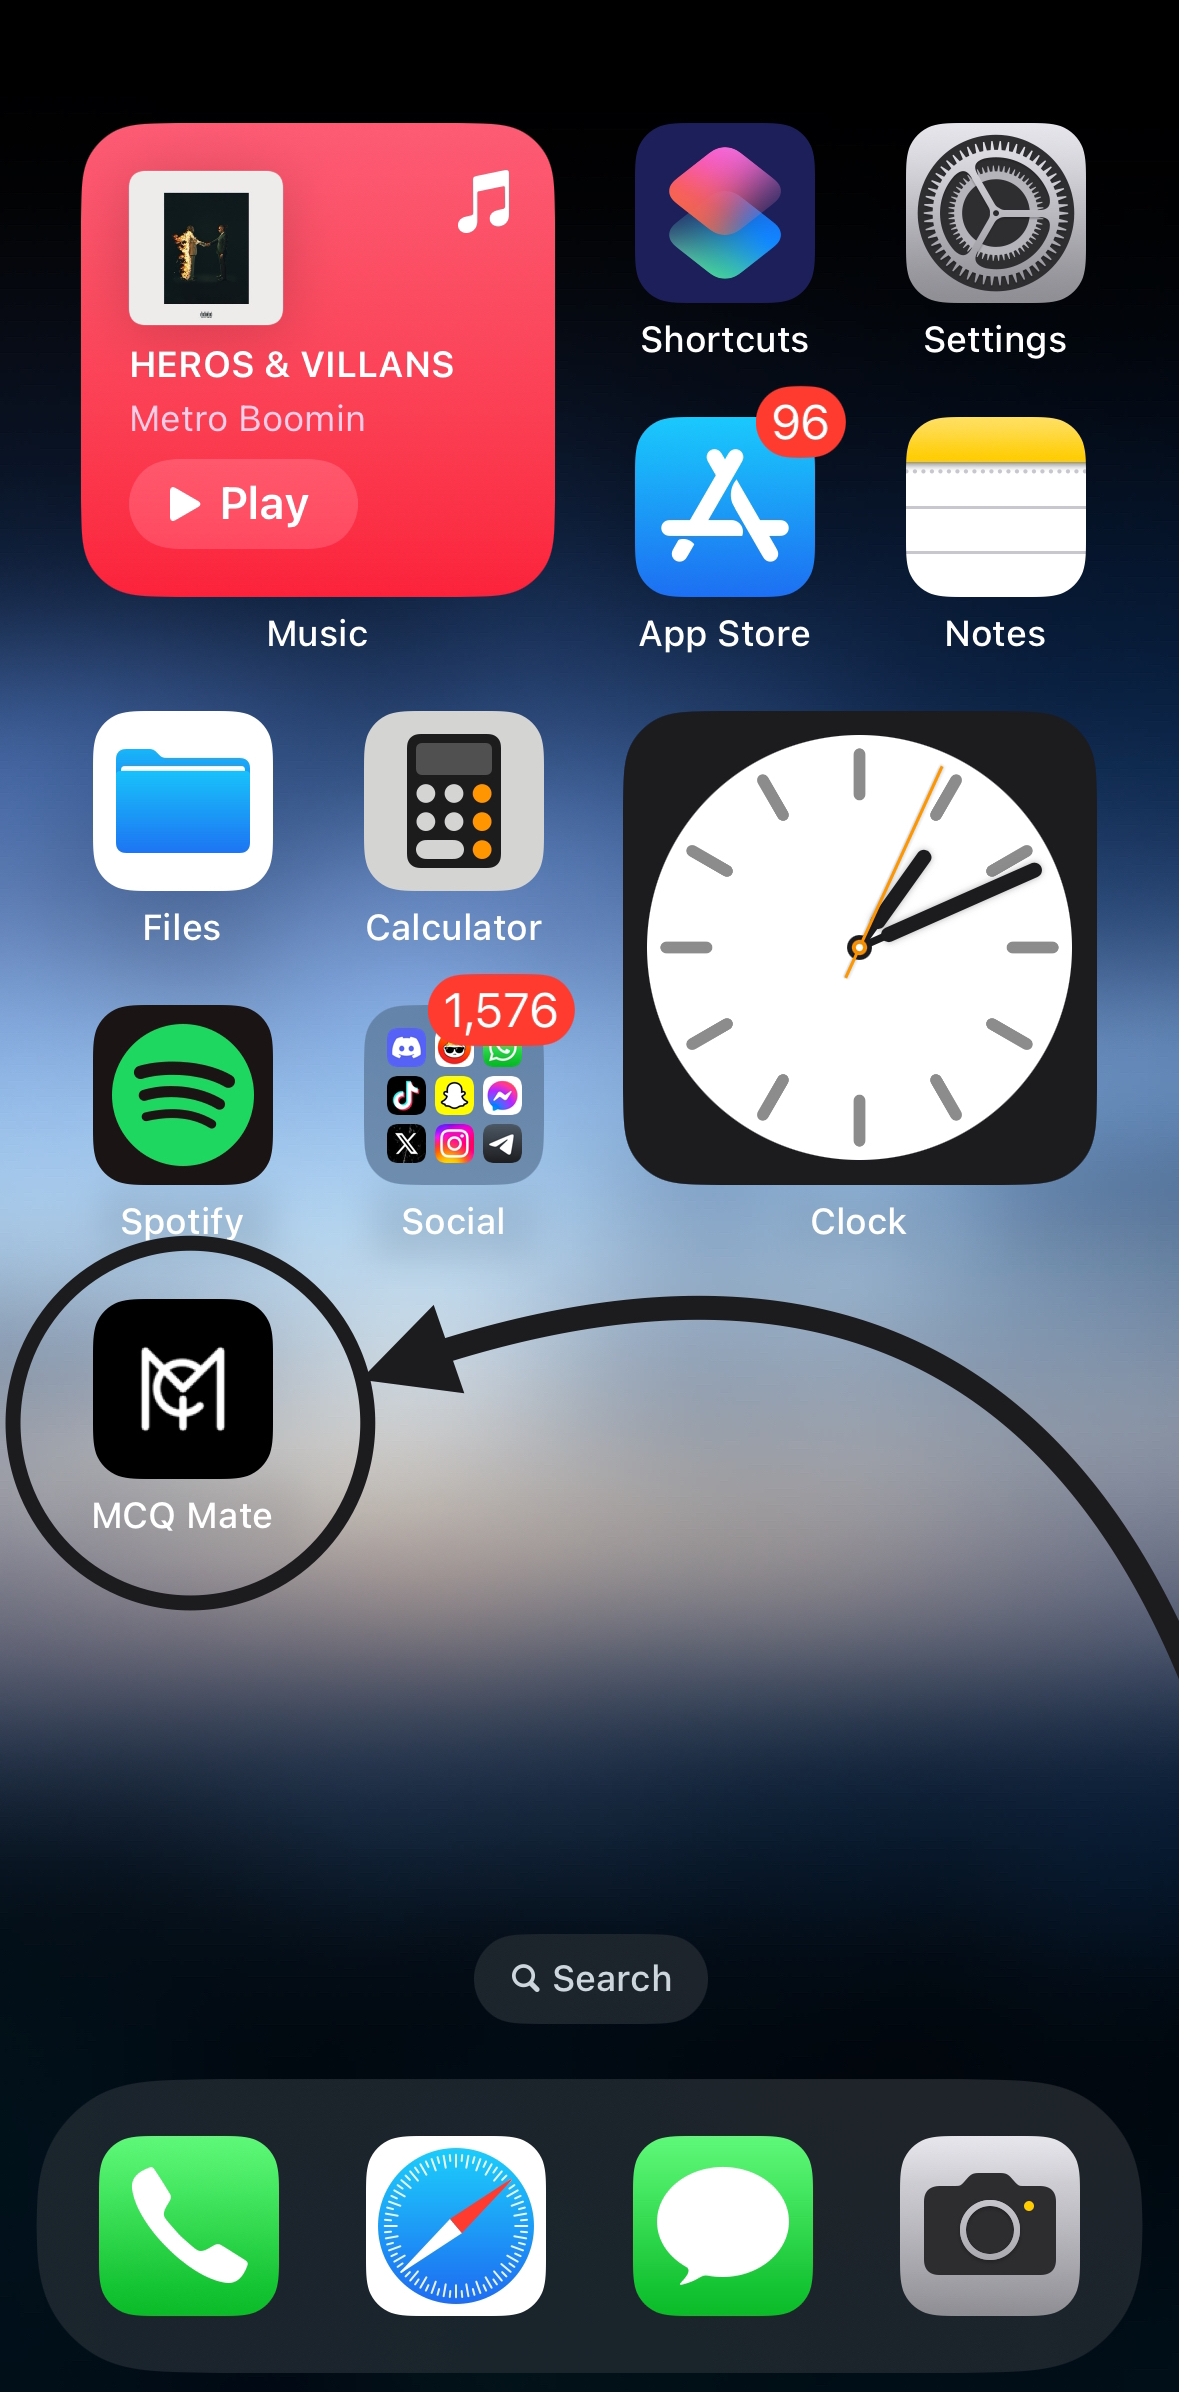 HEROS & VILLANS
Metro Boomin
Play
Music
Shortcuts
Settings
96
App Store
Notes
Files
Calculator
1,576
Spotify
Social
Clock
MCQ Mate
Search